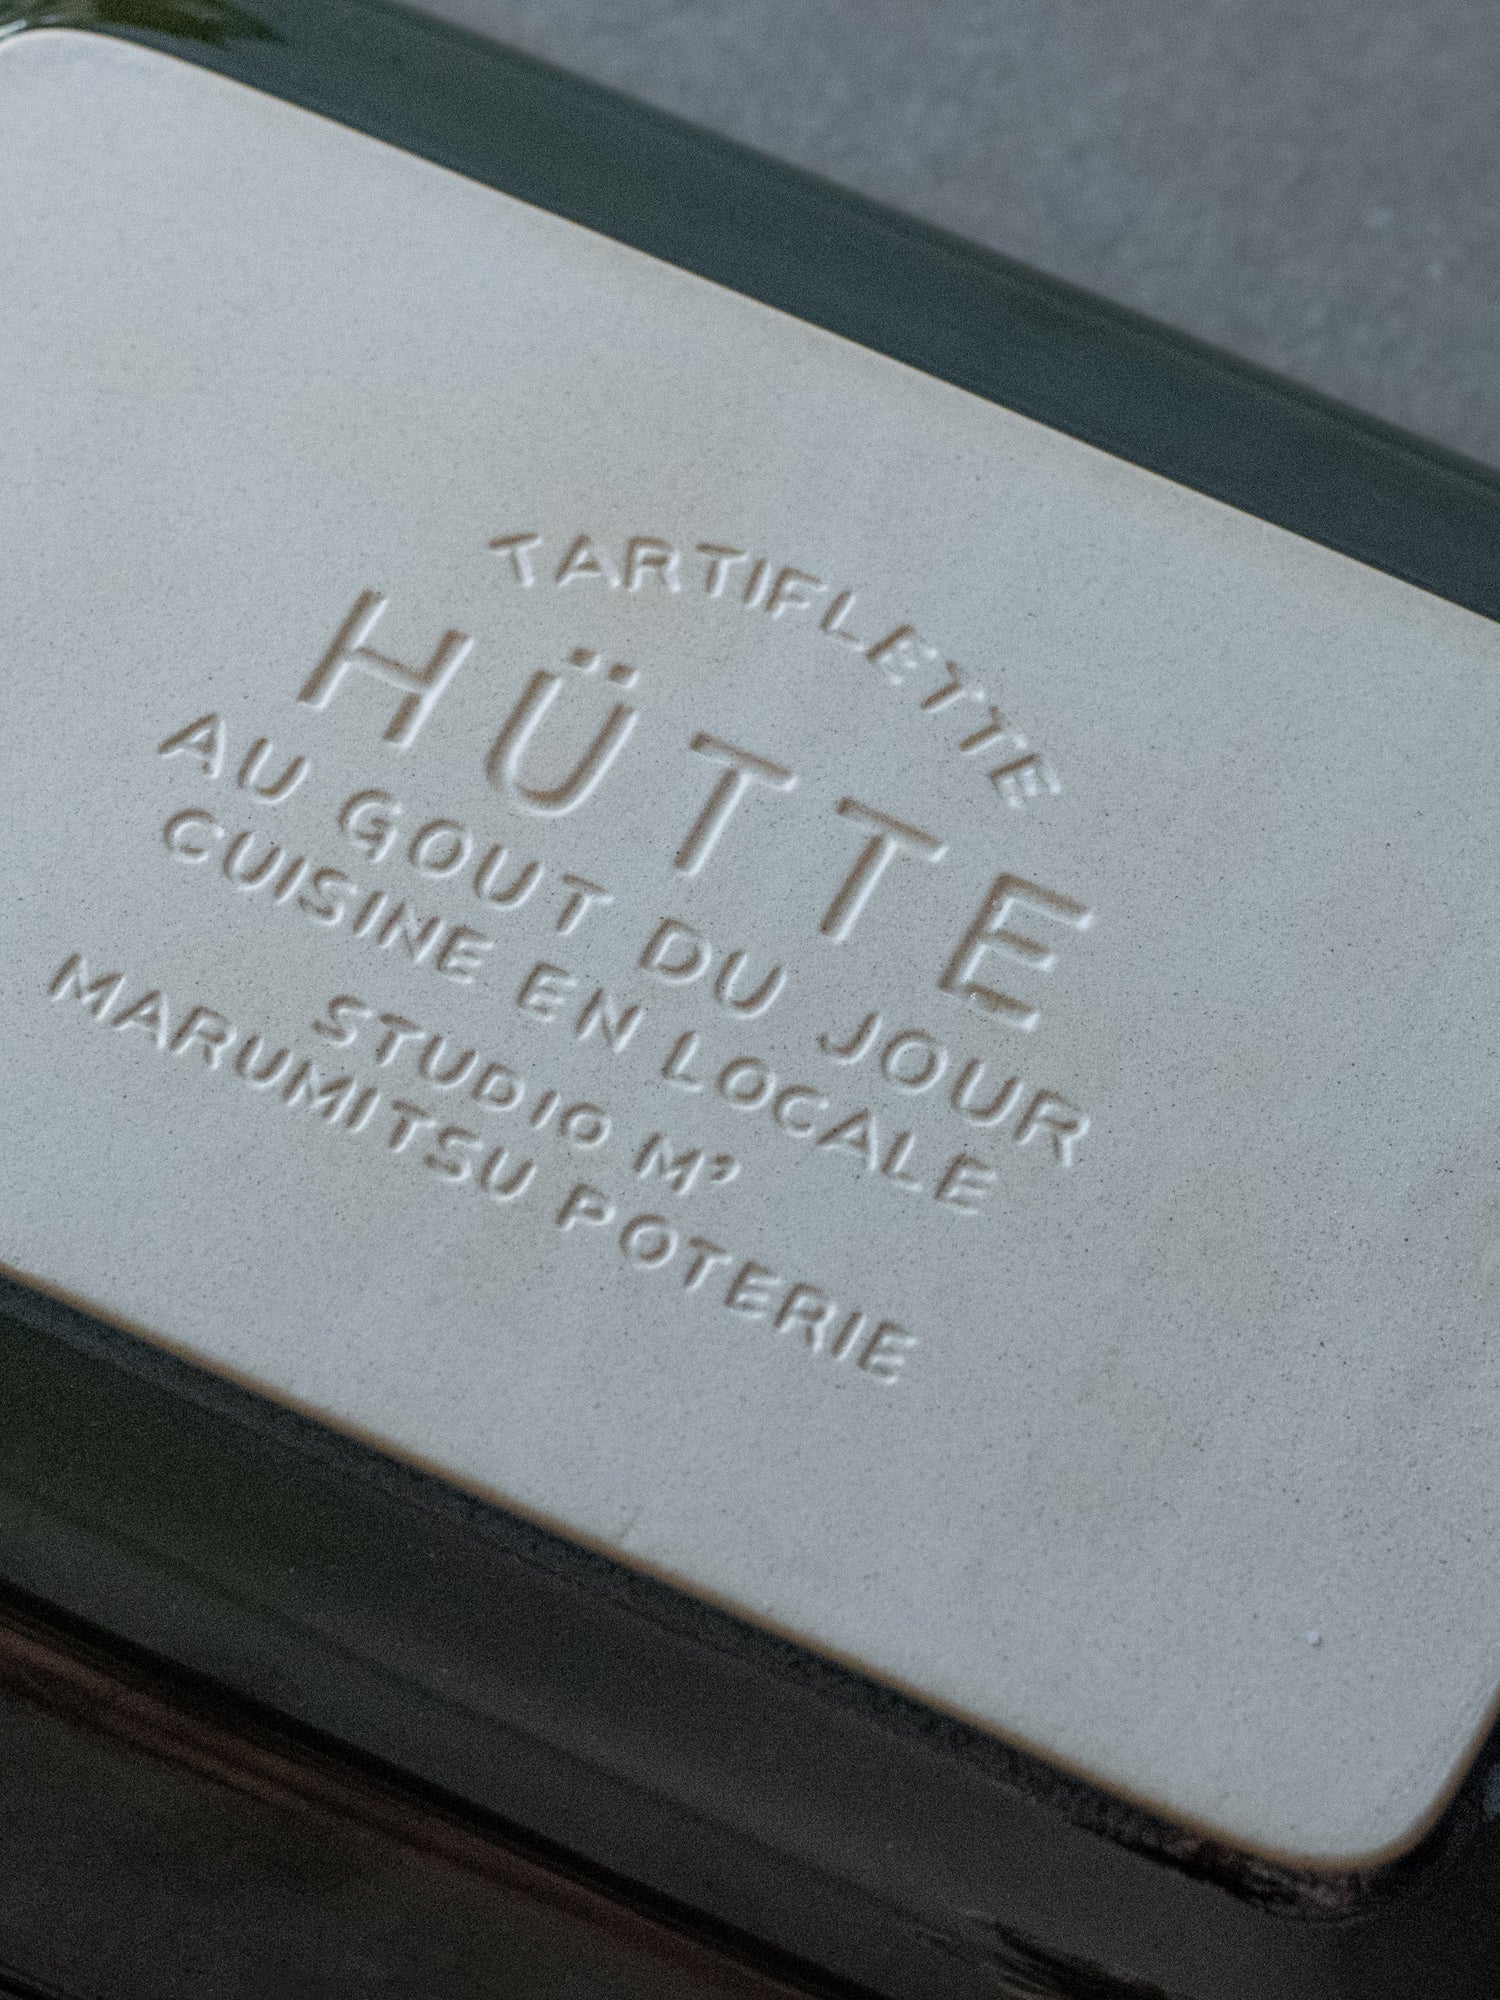 TARTIFLETTE
HÜTTE
AU GOUT DU JOUR
CUISINE EN LOCALE
STUDIO M'
MARUMITSU POTERIE